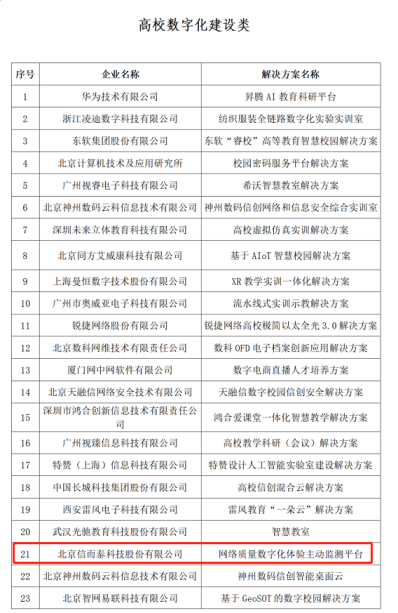 高校数字化建设类
序号 企业名称 解决方案名称
1 华为技术有限公司 昇腾 AI 教育科研平台
2 浙江凌迪数字科技有限公司 纺织服装全链路数字化实验实训室
3 东软集团股份有限公司 东软“睿校”高等教育智慧校园解决方案
4 北京计算机技术及应用研究所 校园密码服务平台解决方案
5 广州视睿电子科技有限公司 希沃智慧教室解决方案
6 北京神州数码云科信息技术有限公司 神州数码信创网络和信息安全综合实训室
7 深圳未来立体教育科技有限公司 高校虚拟仿真实训解决方案
8 北京同方艾威康科技有限公司 基于 AIoT 智慧校园解决方案
9 上海曼恒数字技术股份有限公司 XR 教学实训一体化解决方案
10 广州市奥威亚电子科技有限公司 流水线式实训示教解决方案
11 锐捷网络股份有限公司 锐捷网络高校极简以太全光 3.0 解决方案
12 北京数科网维技术有限责任公司 数科 OFD 电子档案创新应用解决方案
13 厦门网中网软件有限公司 数字电商直播人才培养方案
14 北京天融信网络安全技术有限公司 天融信数字校园信创安全解决方案
15 深圳市鸿合创新信息技术有限责任公 鸿合爱课堂一体化智慧教学解决方案
司
16 广州视臻信息科技有限公司 高校教学科研（会议）解决方案
17 特赞（上海）信息科技有限公司 特赞设计人工智能实验室建设解决方案
18 中国长城科技集团股份有限公司 高校信创混合云解决方案
19 西安雷风电子科技有限公司 雷风教育“一朵云”解决方案
20 武汉光驰教育科技股份有限公司 智慧教室
21 北京信而泰科技股份有限公司 网络质量数字化体验主动监测平台
22 北京神州数码云科信息技术有限公司 神州数码信创智能桌面云
23 北京智网易联科技有限公司 基于 GeoSOT 的数字校园解决方案